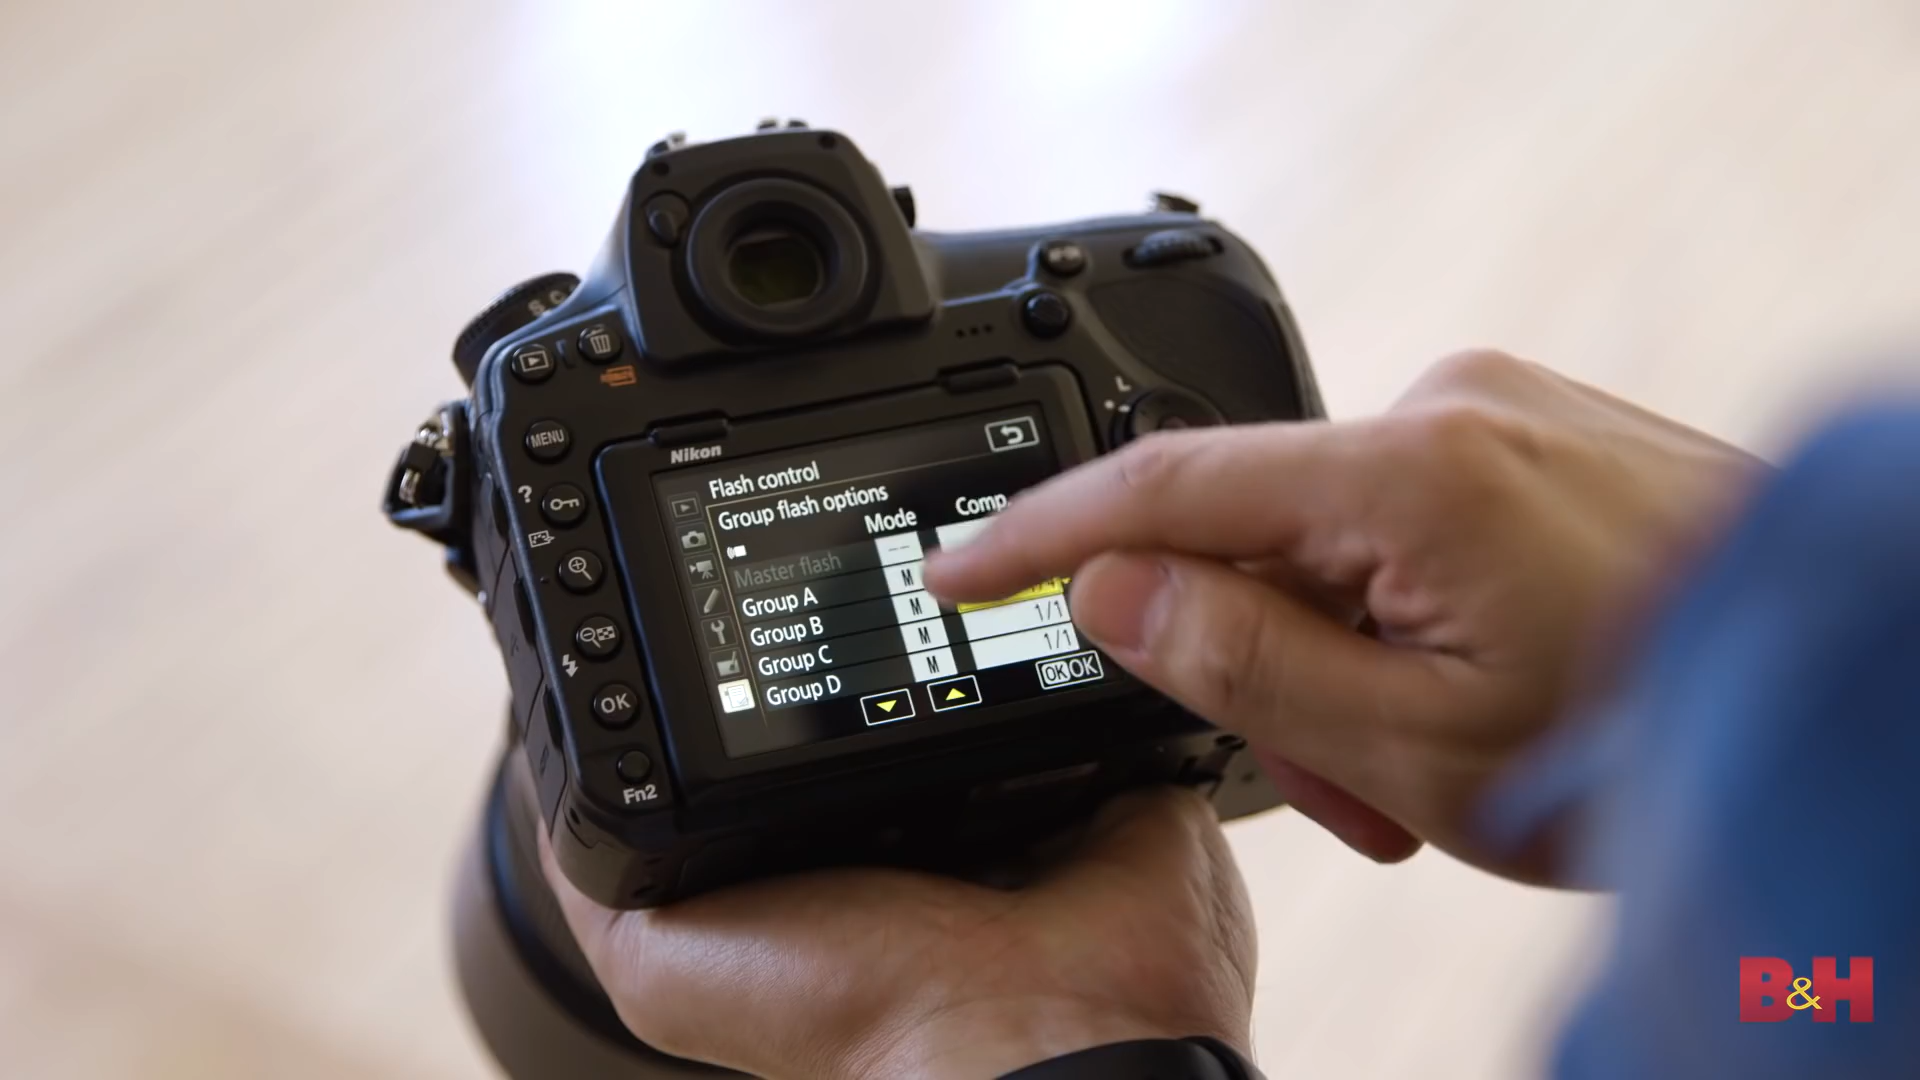 S C
MENU
?
OK
Fn2
L
Nikon
Flash control
Group flash options
Mode Comp.
Master flash --
Group A M
Group B M
Group C M 1/1
Group D M 1/1
OK OK
B&H